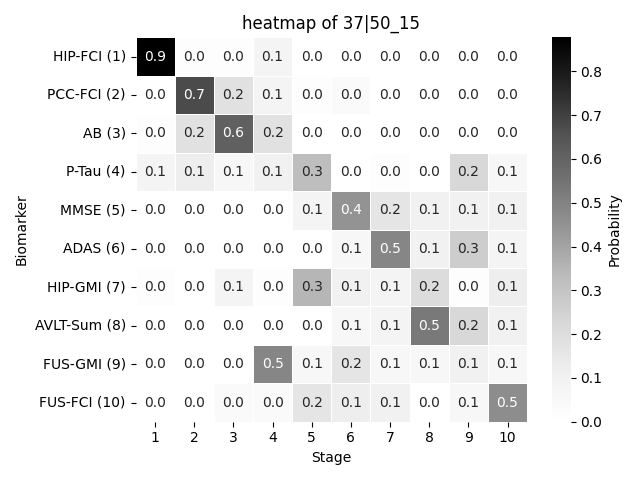 heatmap of 37|50_15
HIP-FCI (1) 0.9 0.0 0.0 0.1 0.0 0.0 0.0 0.0 0.0 0.0
PCC-FCI (2) 0.0 0.7 0.2 0.1 0.0 0.0 0.0 0.0 0.0 0.0
AB (3) 0.0 0.2 0.6 0.2 0.0 0.0 0.0 0.0 0.0 0.0
P-Tau (4) 0.1 0.1 0.1 0.1 0.3 0.0 0.0 0.0 0.2 0.1
MMSE (5) 0.0 0.0 0.0 0.0 0.1 0.4 0.2 0.1 0.1 0.1
ADAS (6) 0.0 0.0 0.0 0.0 0.0 0.1 0.5 0.1 0.3 0.1
HIP-GMI (7) 0.0 0.0 0.1 0.0 0.3 0.1 0.1 0.2 0.0 0.1
AVLT-Sum (8) 0.0 0.0 0.0 0.0 0.0 0.1 0.1 0.5 0.2 0.1
FUS-GMI (9) 0.0 0.0 0.0 0.5 0.1 0.2 0.1 0.1 0.1 0.1
FUS-FCI (10) 0.0 0.0 0.0 0.0 0.2 0.1 0.1 0.0 0.1 0.5
1 2 3 4 5 6 7 8 9 10
Stage
Biomarker
0.8
0.7
0.6
0.5
0.4
0.3
0.2
0.1
0.0
Probability